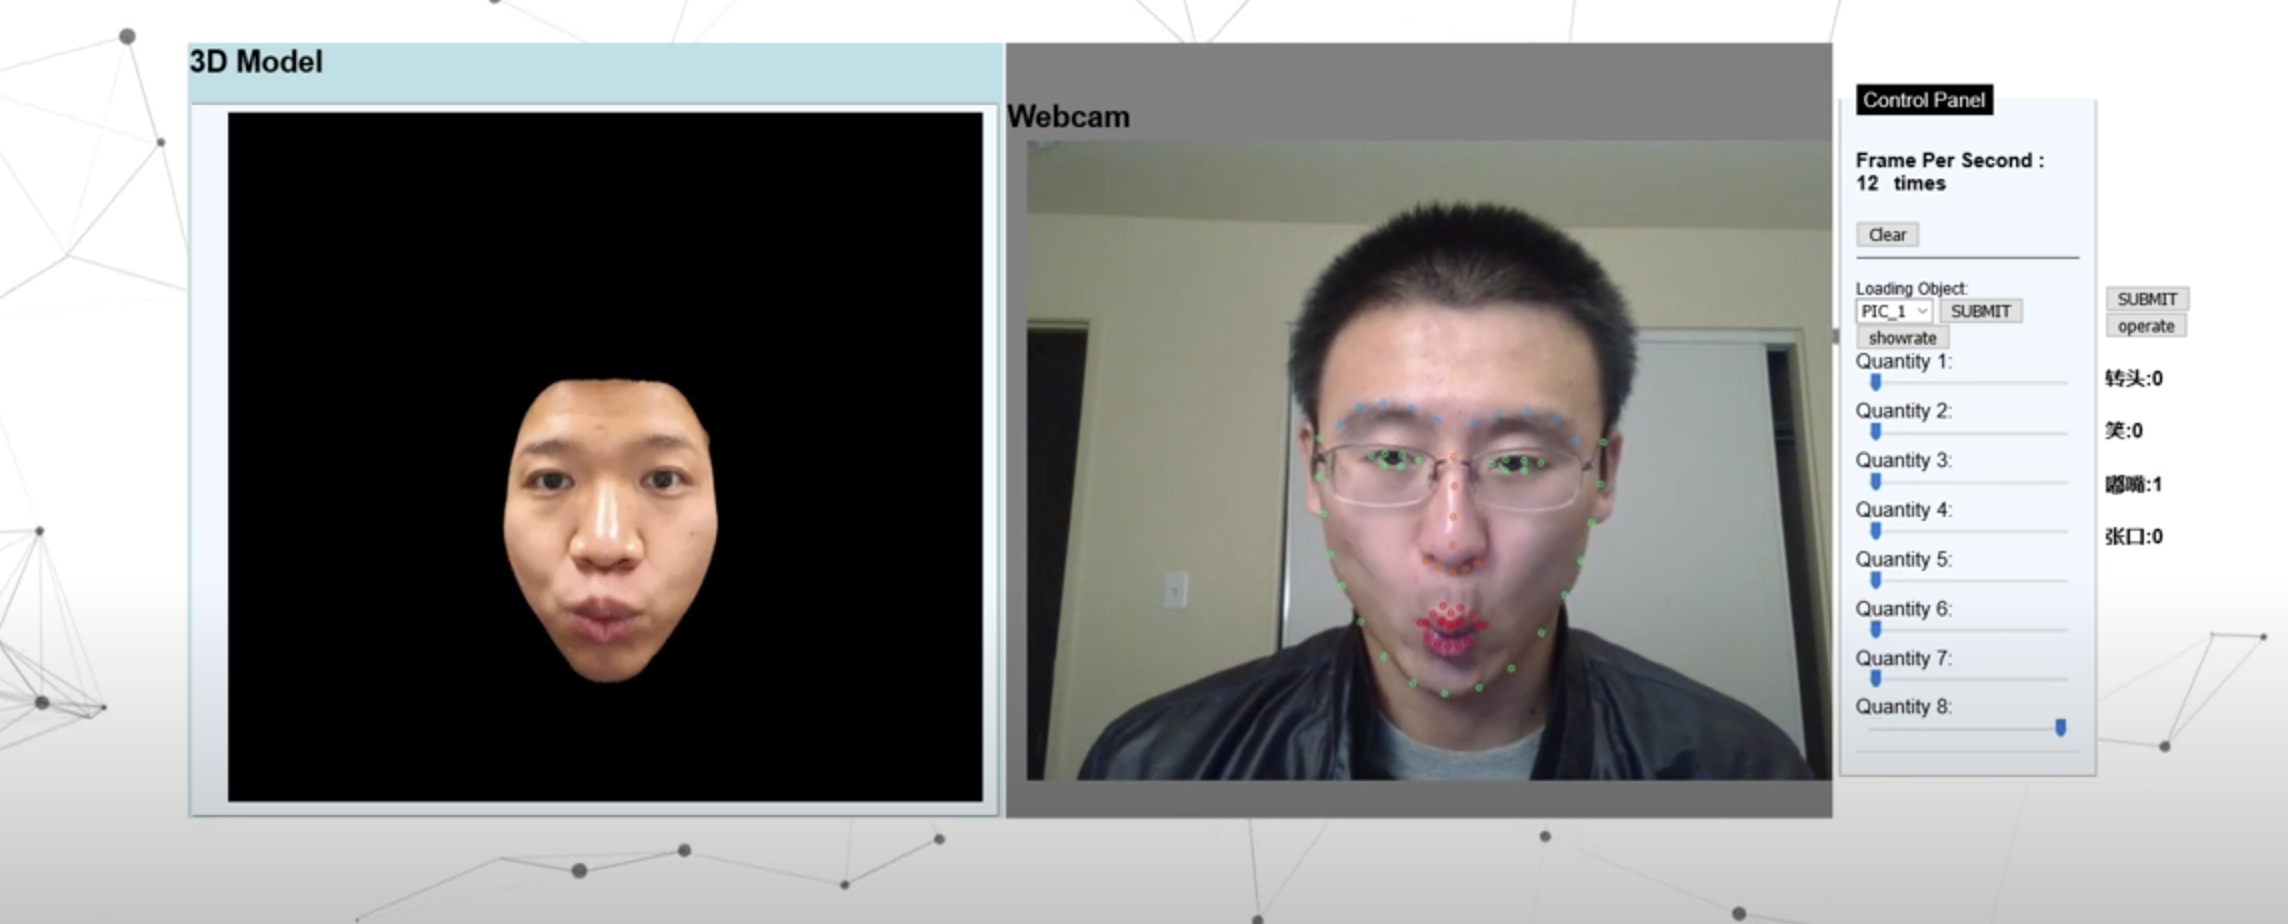 3D Model
Webcam
Control Panel
Frame Per Second :
12 times
Clear
Loading Object:
PIC_1 SUBMIT
showrate
Quantity 1:
Quantity 2:
Quantity 3:
Quantity 4:
Quantity 5:
Quantity 6:
Quantity 7:
Quantity 8:
SUBMIT
operate
转头:0
笑:0
嘟嘴:1
张口:0